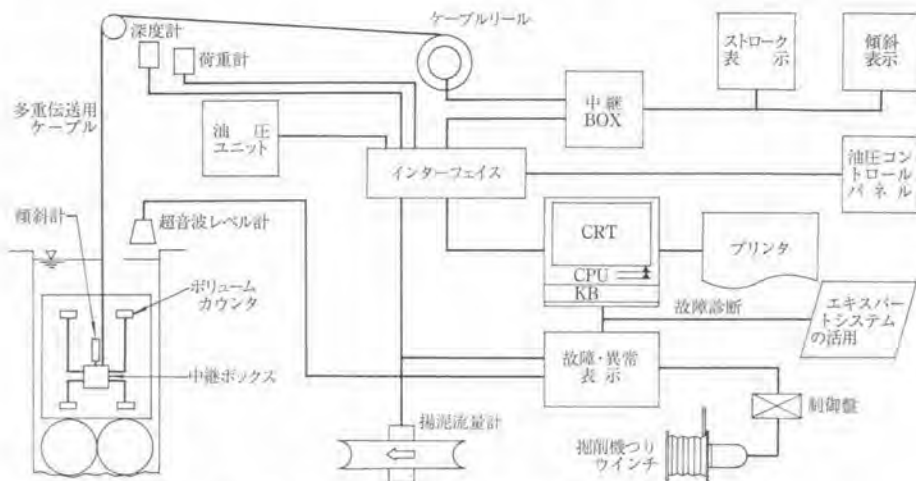 深度計
荷重計
ケーブルリール
ストローク
表示
傾斜
表示
多重伝送用
ケーブル
油圧
ユニット
中継
BOX
インターフェイス
油圧コン
トロール
パネル
傾斜計
超音波レベル計
CRT
CPU
KB
プリンタ
ボリューム
カウンタ
故障診断
エキスパー
トシステム
の活用
中継ボックス
故障・異常
表示
揚泥流量計
制御盤
掘削機つり
ウインチ